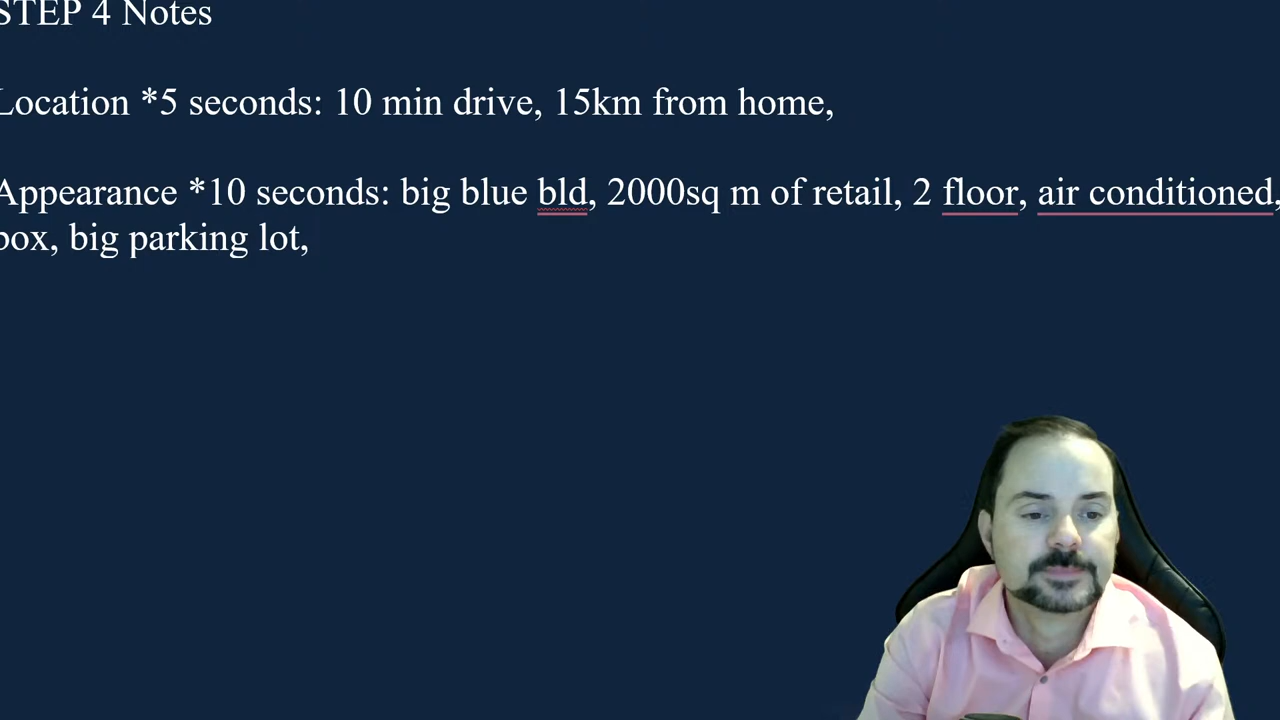 STEP 4 Notes
Location *5 seconds: 10 min drive, 15km from home,
Appearance *10 seconds: big blue bld, 2000sq m of retail, 2 floor, air conditioned,
box, big parking lot,